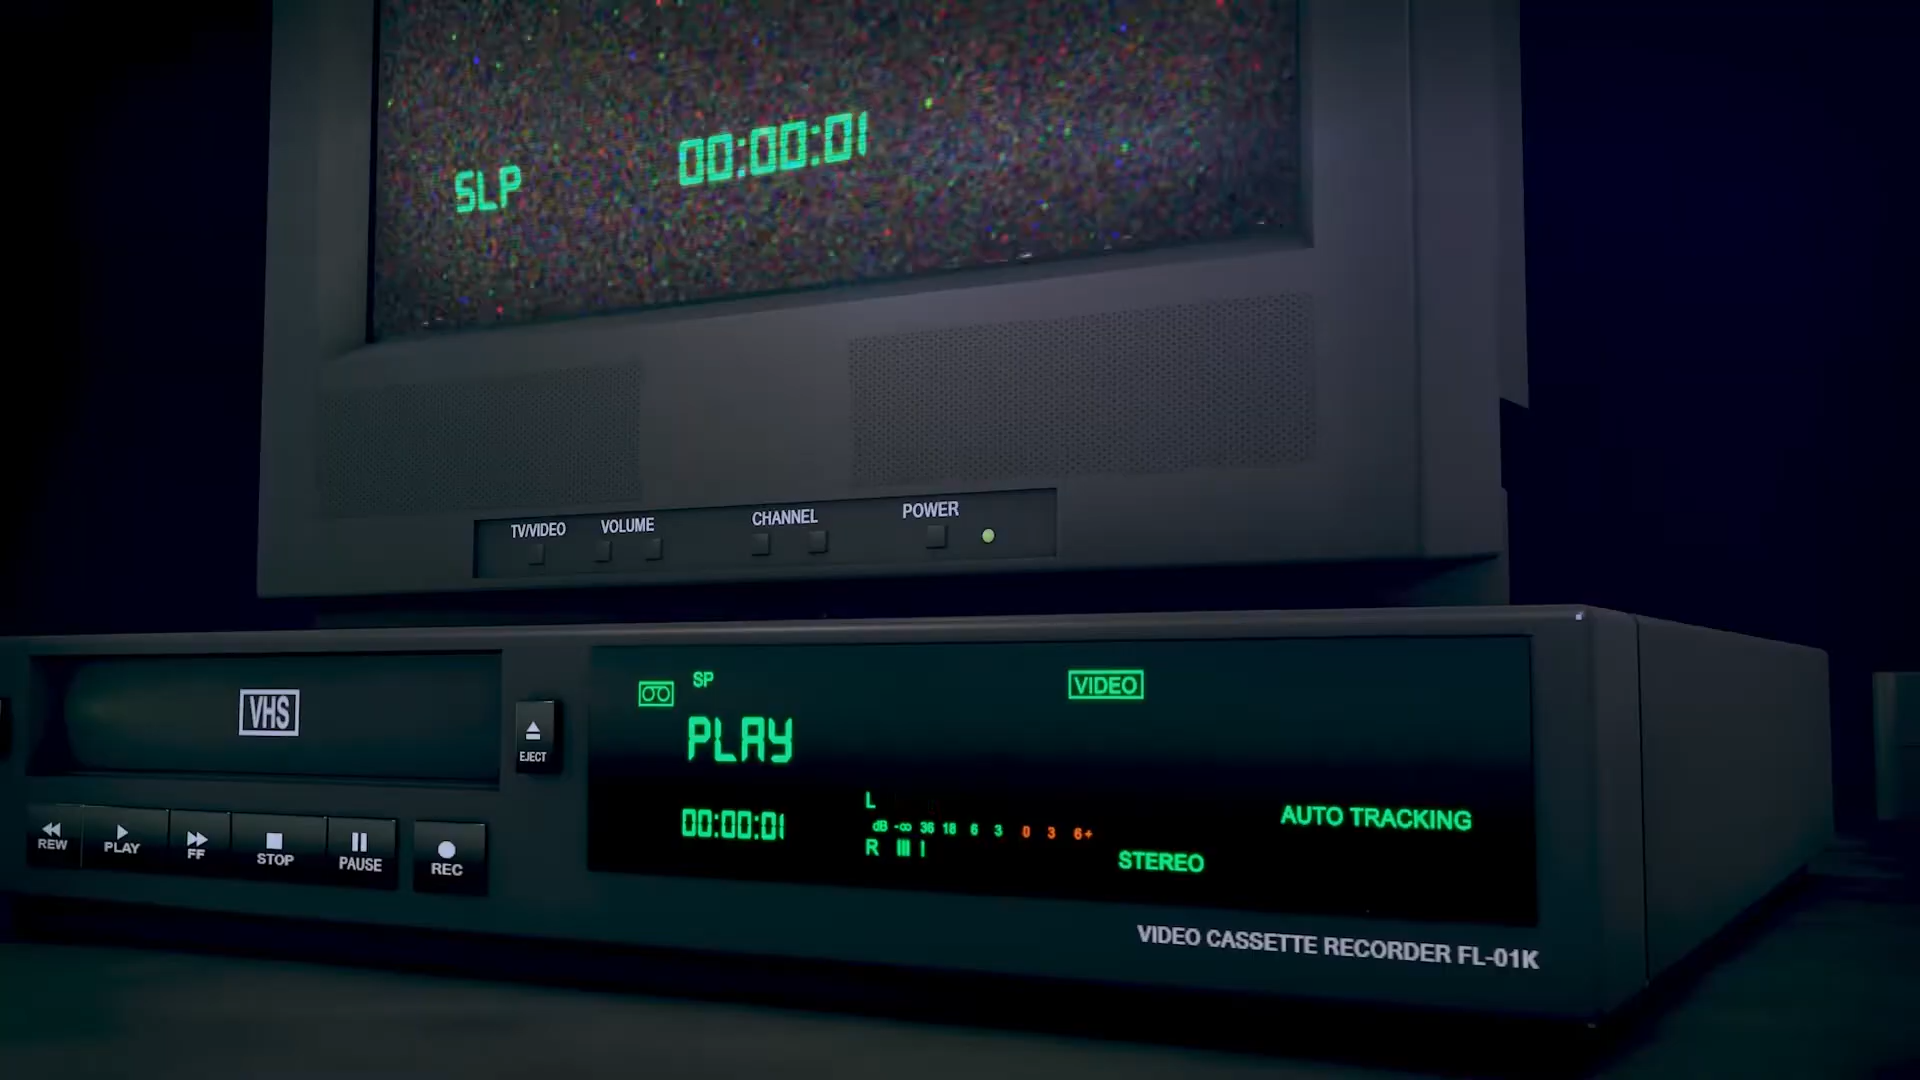 SLP 00:00:01
TV/VIDEO VOLUME CHANNEL POWER
VHS
EJECT
REW PLAY FF STOP PAUSE REC
SP
VIDEO
PLAY
00:00:01
L
dB -∞ 36 18 6 3 0 3 6+
R
STEREO
AUTO TRACKING
VIDEO CASSETTE RECORDER FL-01K